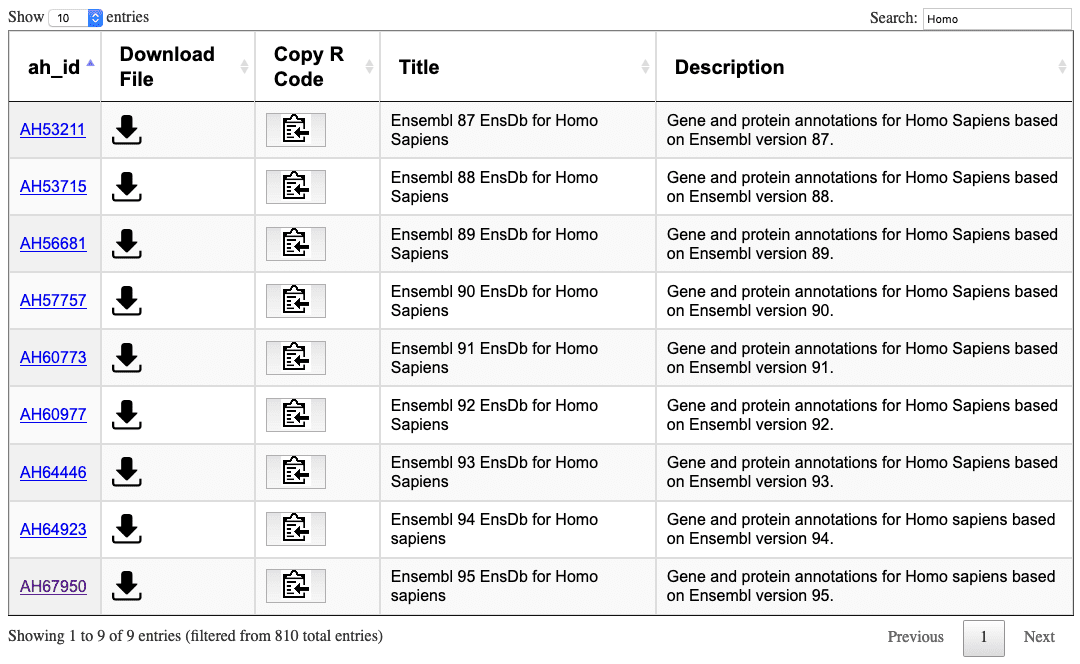 Show 10 entries Search: Homo
ah_id Download File Copy R Code Title Description
AH53211 Ensembl 87 EnsDb for Homo Sapiens Gene and protein annotations for Homo Sapiens based on Ensembl version 87.
AH53715 Ensembl 88 EnsDb for Homo Sapiens Gene and protein annotations for Homo Sapiens based on Ensembl version 88.
AH56681 Ensembl 89 EnsDb for Homo Sapiens Gene and protein annotations for Homo Sapiens based on Ensembl version 89.
AH57757 Ensembl 90 EnsDb for Homo Sapiens Gene and protein annotations for Homo Sapiens based on Ensembl version 90.
AH60773 Ensembl 91 EnsDb for Homo Sapiens Gene and protein annotations for Homo Sapiens based on Ensembl version 91.
AH60977 Ensembl 92 EnsDb for Homo Sapiens Gene and protein annotations for Homo Sapiens based on Ensembl version 92.
AH64446 Ensembl 93 EnsDb for Homo Sapiens Gene and protein annotations for Homo Sapiens based on Ensembl version 93.
AH64923 Ensembl 94 EnsDb for Homo sapiens Gene and protein annotations for Homo sapiens based on Ensembl version 94.
AH67950 Ensembl 95 EnsDb for Homo sapiens Gene and protein annotations for Homo sapiens based on Ensembl version 95.
Showing 1 to 9 of 9 entries (filtered from 810 total entries) Previous 1 Next